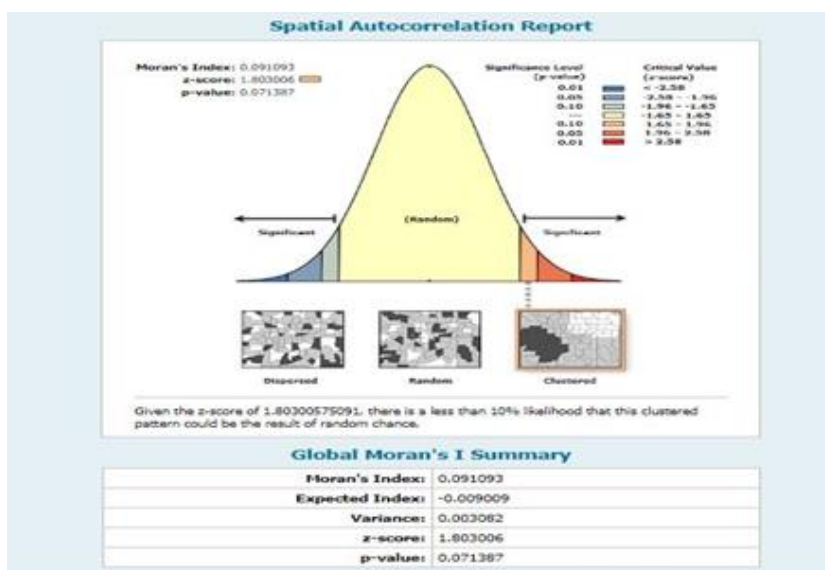 Spatial Autocorrelation Report
Moran's Index: 0.091093
z-score: 1.803006
p-value: 0.071387
Significance Level
(p-value)
Critical Value
(z-score)
0.01 < -2.58
0.05 -2.58 - -1.96
0.10 -1.96 - -1.65
— -1.65 - 1.65
0.10 1.65 - 1.96
0.05 1.96 - 2.58
0.01 > 2.58
(Random)
Significant
Significant
Dispersed
Random
Clustered
Given the z-score of 1.80300575091, there is a less than 10% likelihood that this clustered
pattern could be the result of random chance.
Global Moran's I Summary
Moran's Index: 0.091093
Expected Index: -0.009009
Variance: 0.003082
z-score: 1.803006
p-value: 0.071387